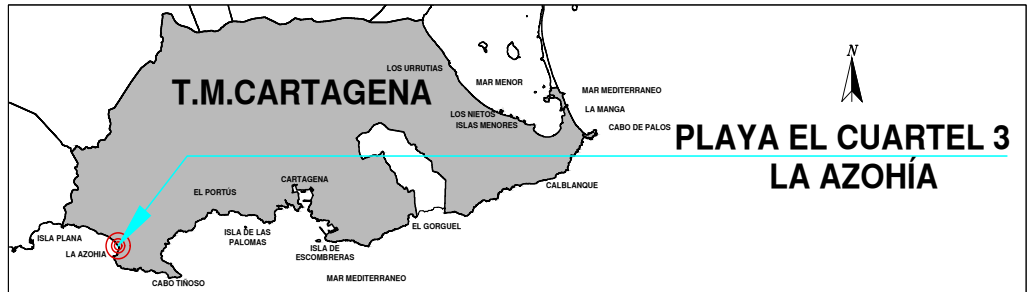 LOS URRUTIAS
MAR MENOR
T.M.CARTAGENA
MAR MEDITERRANEO
LA MANGA
LOS NIETOS
ISLAS MENORES
CABO DE PALOS
N
PLAYA EL CUARTEL 3
LA AZOHÍA
CARTAGENA
CALBLANQUE
EL PORTÚS
EL GORGUEL
ISLA DE LAS
PALOMAS
ISLA PLANA
LA AZOHIA
ISLA DE
ESCOMBRERAS
MAR MEDITERRANEO
CABO TIÑOSO